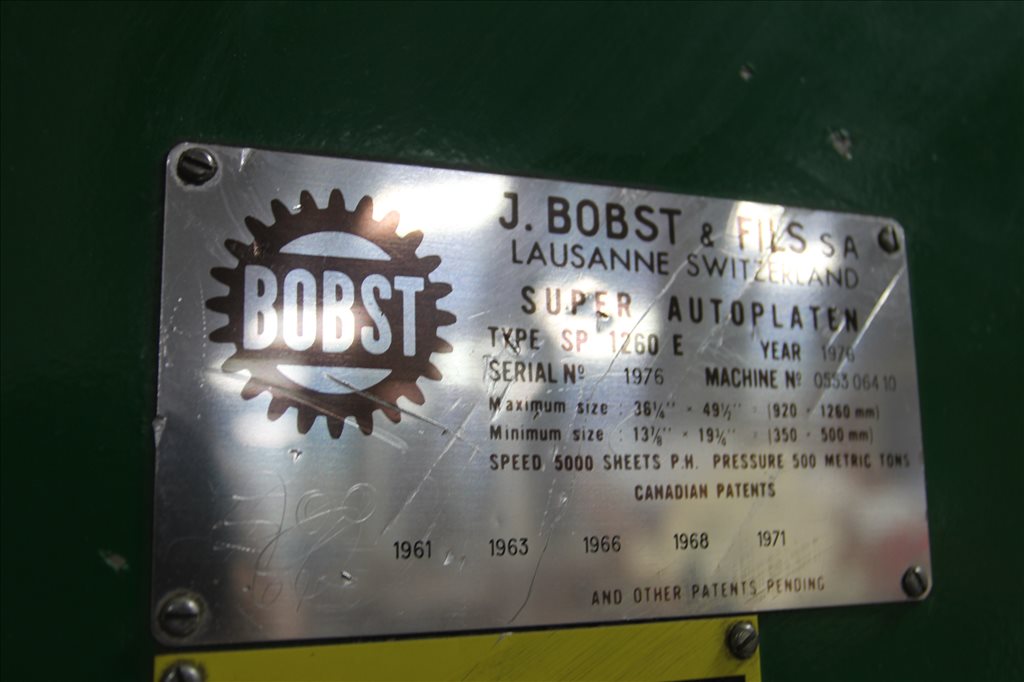 BOBST
J. BOBST & FILS SA
LAUSANNE SWITZERLAND
SUPER AUTOPLATEN
TYPE SP 1260 E YEAR 1976
SERIAL Nº 1976 MACHINE Nº 0553 064 10
Maximum size : 36¼" - 49½" = (920 - 1260 mm)
Minimum size : 13⅞" - 19¾" = (350 - 500 mm)
SPEED 5000 SHEETS P.H. PRESSURE 500 METRIC TONS
CANADIAN PATENTS
1961 1963 1966 1968 1971
AND OTHER PATENTS PENDING